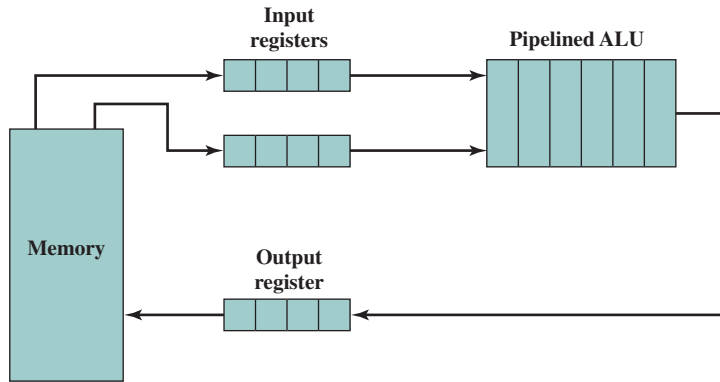 Input
registers
Pipelined ALU
Memory
Output
register